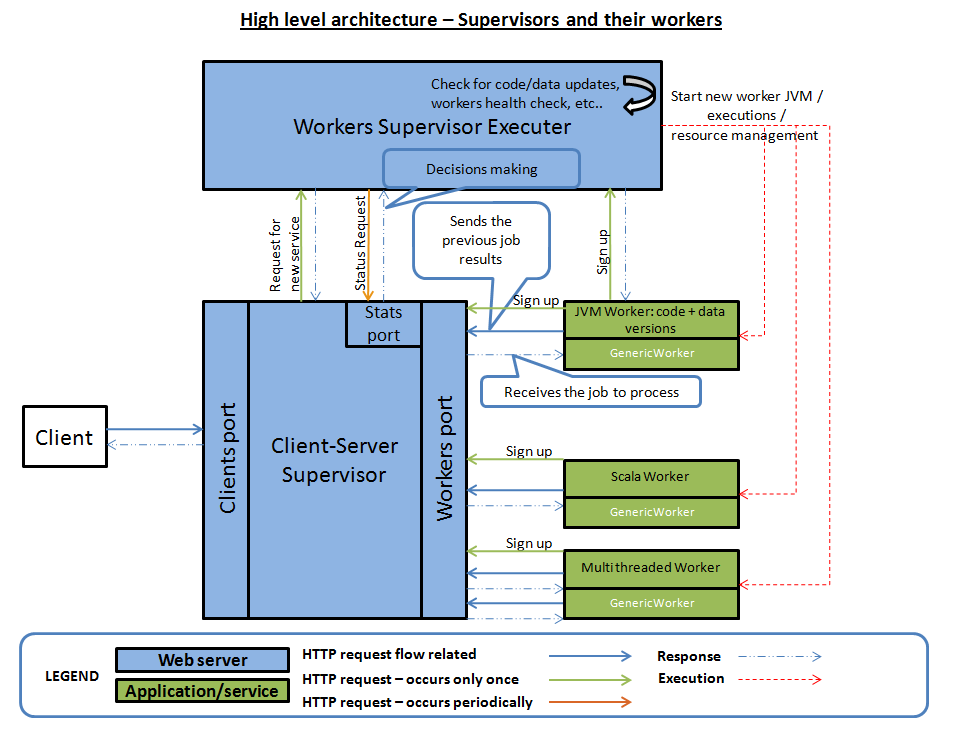 High level architecture – Supervisors and their workers
Check for code/data updates,
workers health check, etc..
Workers Supervisor Executer
Start new worker JVM /
executions /
resource management
Decisions making
Request for
new service
Status Request
Sends the
previous job
results
Sign up
Sign up
Stats
port
JVM Worker: code + data
versions
GenericWorker
Receives the job to process
Client
Clients port
Client-Server
Supervisor
Workers port
Sign up
Scala Worker
GenericWorker
Sign up
Multi threaded Worker
GenericWorker
LEGEND
Web server
Application/service
HTTP request flow related
HTTP request – occurs only once
HTTP request – occurs periodically
Response
Execution